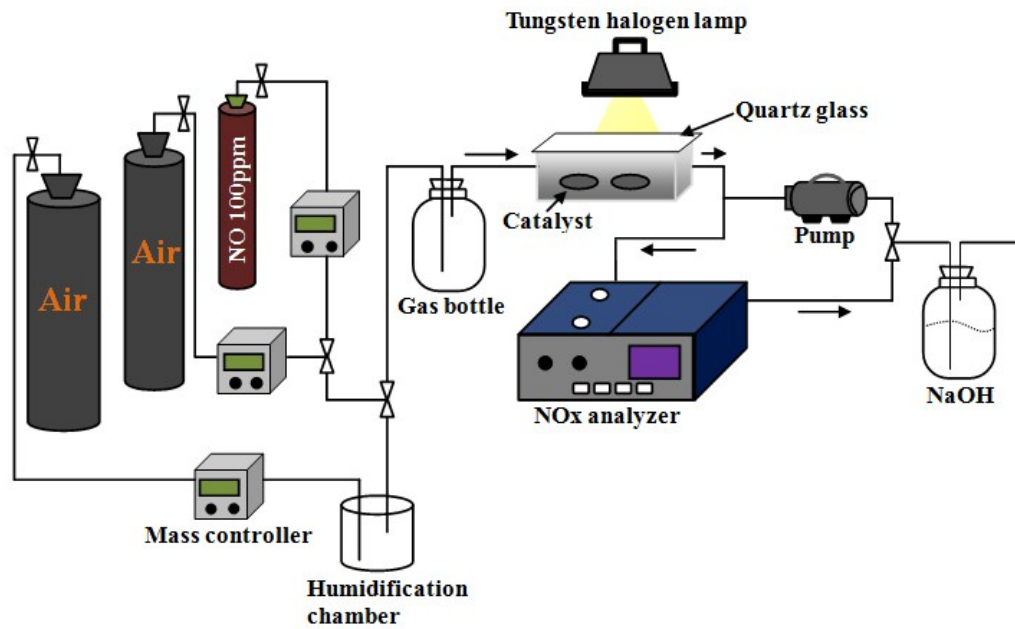 Tungsten halogen lamp
Quartz glass
NO 100ppm
Air
Air
Catalyst
Pump
Gas bottle
NaOH
NOx analyzer
Mass controller
Humidification
chamber